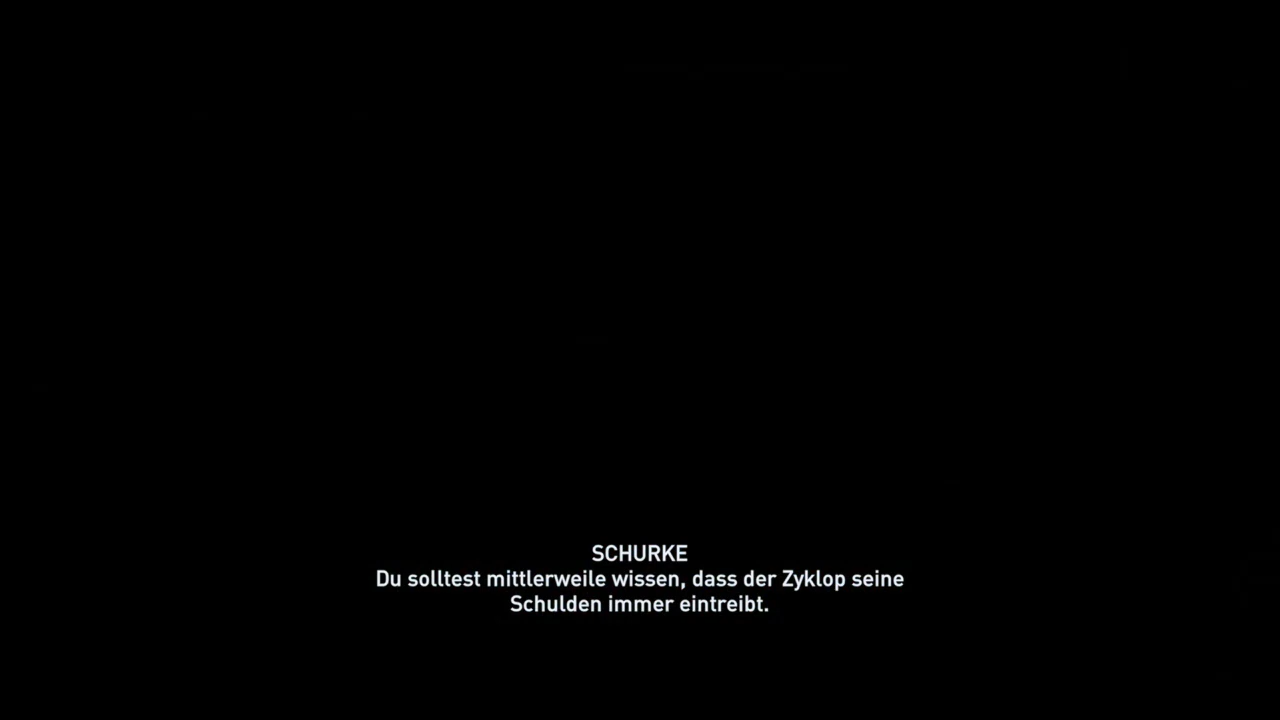 SCHURKE
Du solltest mittlerweile wissen, dass der Zyklop seine
Schulden immer eintreibt.